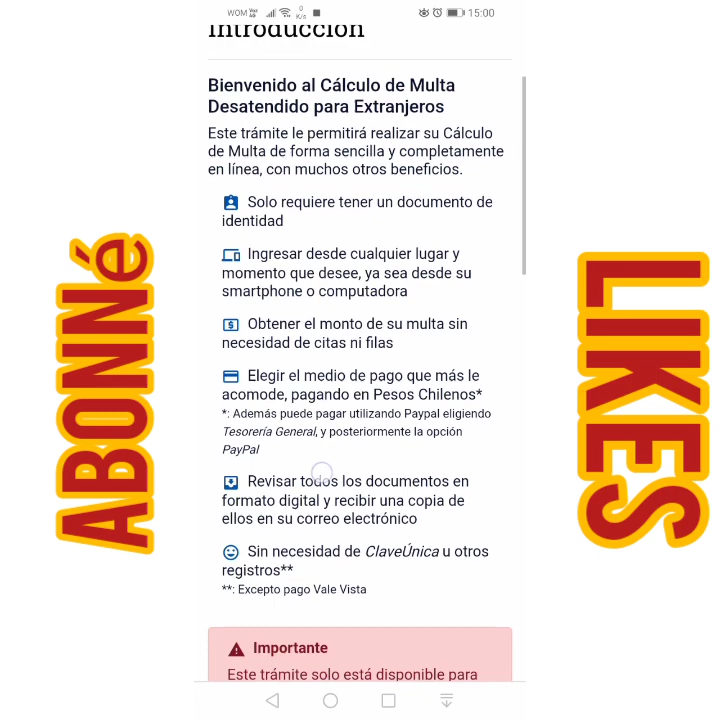 WOM
0
K/s
15:00
Introducción
Bienvenido al Cálculo de Multa
Desatendido para Extranjeros
Este trámite le permitirá realizar su Cálculo
de Multa de forma sencilla y completamente
en línea, con muchos otros beneficios.
Solo requiere tener un documento de
identidad
Ingresar desde cualquier lugar y
momento que desee, ya sea desde su
smartphone o computadora
Obtener el monto de su multa sin
necesidad de citas ni filas
Elegir el medio de pago que más le
acomode, pagando en Pesos Chilenos*
*: Además puede pagar utilizando Paypal eligiendo
Tesorería General, y posteriormente la opción
PayPal
Revisar todos los documentos en
formato digital y recibir una copia de
ellos en su correo electrónico
Sin necesidad de ClaveÚnica u otros
registros**
**: Excepto pago Vale Vista
Importante
Este trámite solo está disponible para
ABONNé
LIKES